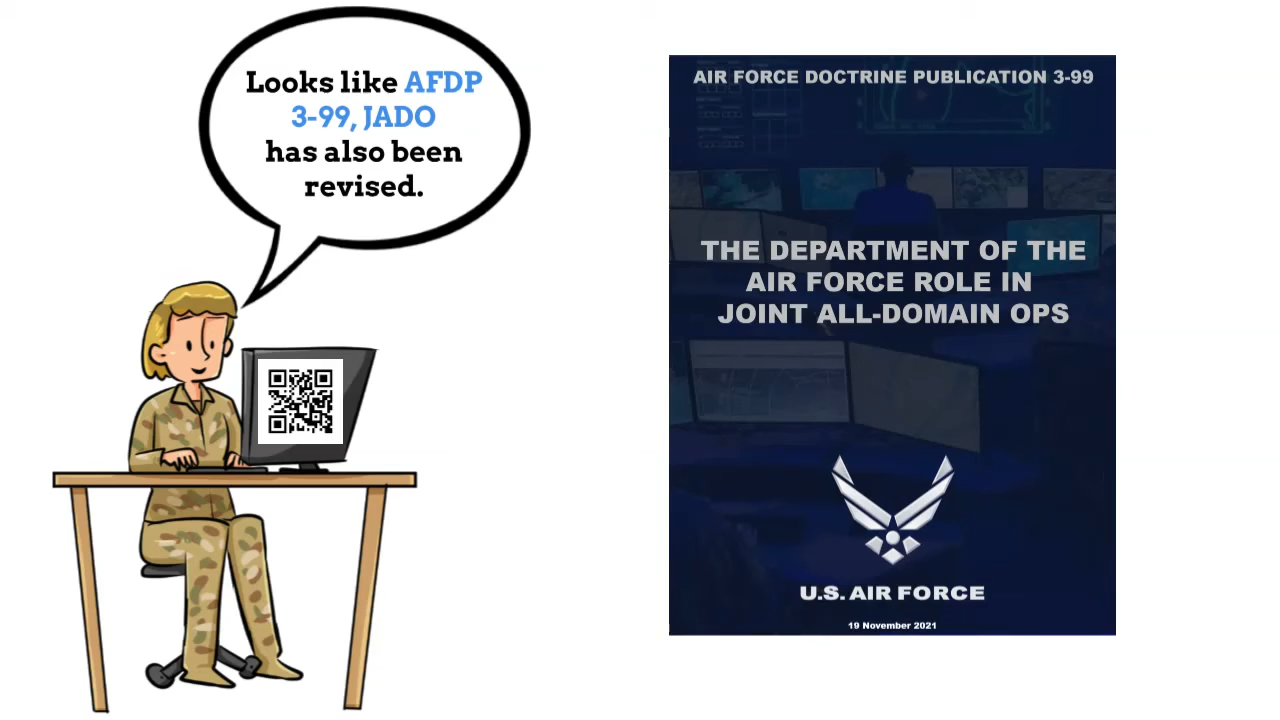 Looks like AFDP
3-99, JADO
has also been
revised.
AIR FORCE DOCTRINE PUBLICATION 3-99
THE DEPARTMENT OF THE
AIR FORCE ROLE IN
JOINT ALL-DOMAIN OPS
U.S. AIR FORCE
19 November 2021